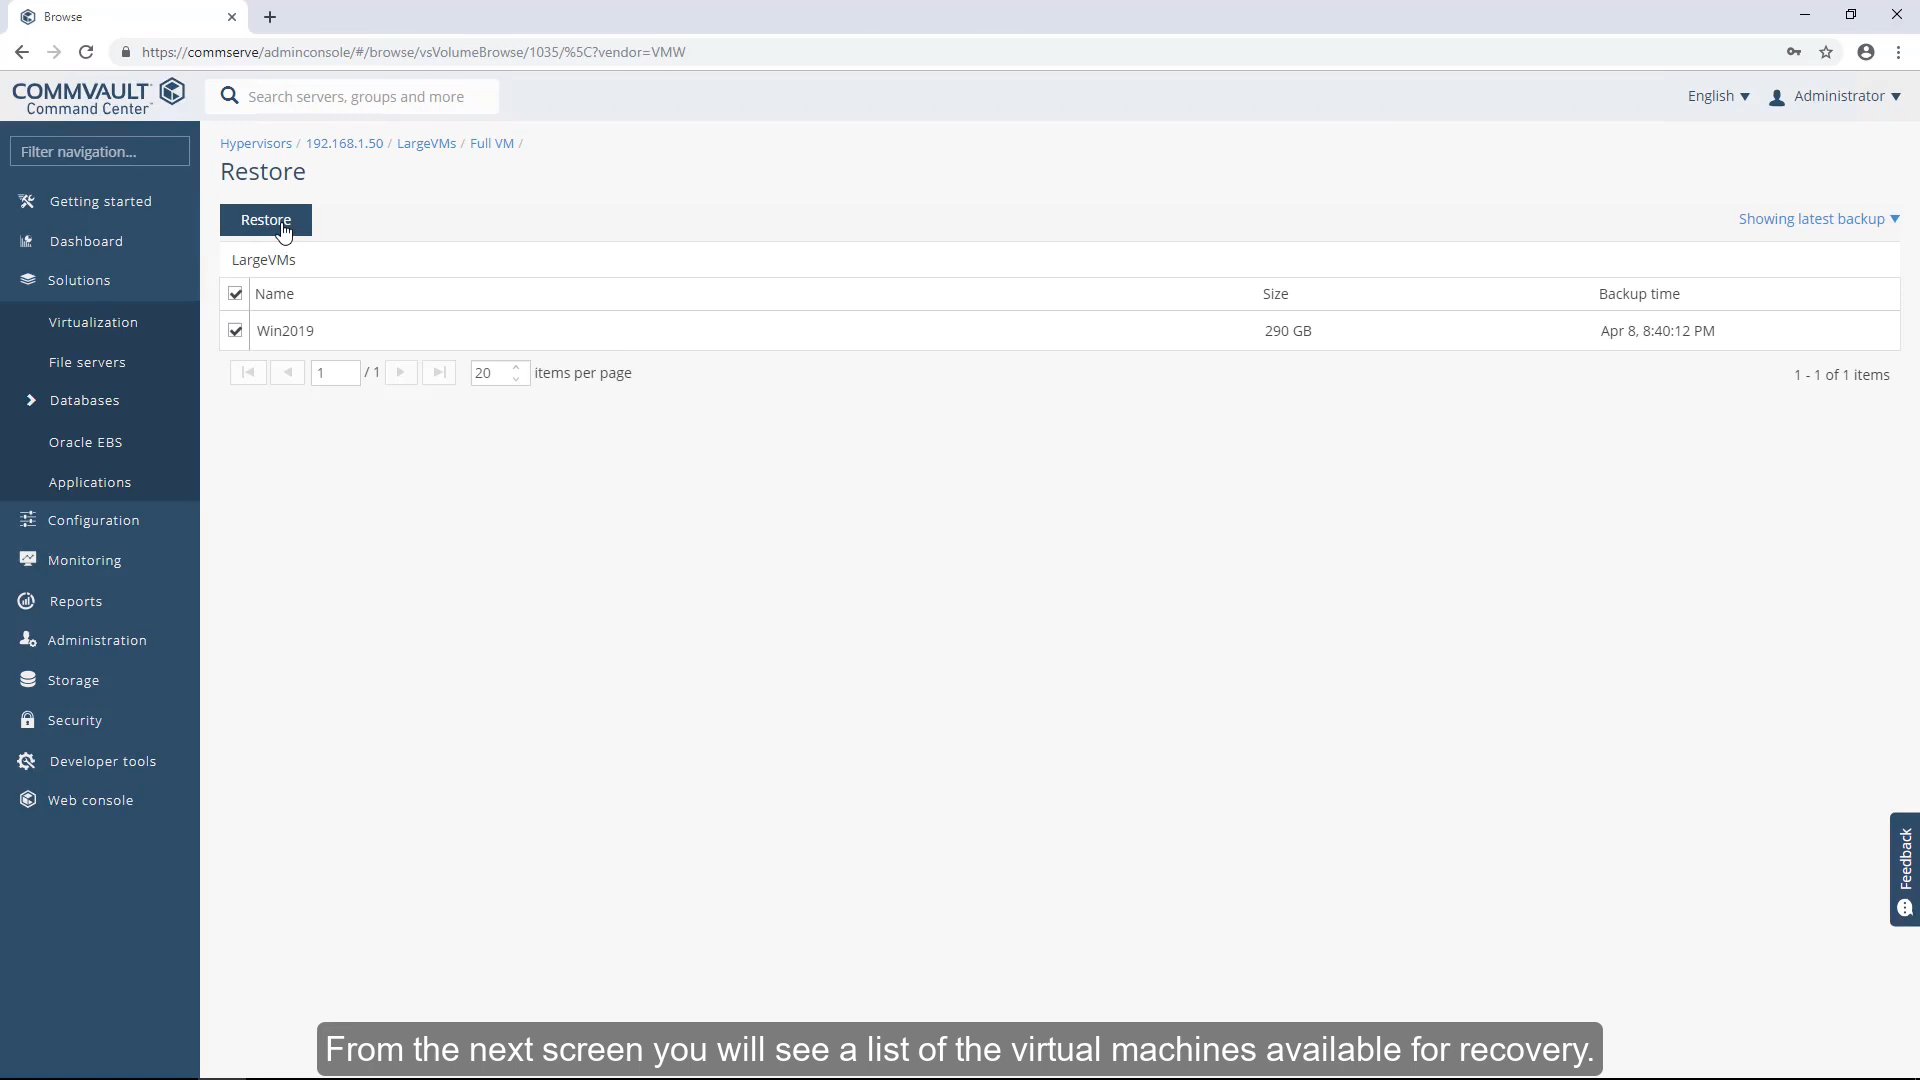 Browse
https://commserve/adminconsole/#/browse/vsVolumeBrowse/1035/%5C?vendor=VMW
COMMVAULT
Command Center™
Search servers, groups and more
English
Administrator
Filter navigation...
Getting started
Dashboard
Solutions
Virtualization
File servers
Databases
Oracle EBS
Applications
Configuration
Monitoring
Reports
Administration
Storage
Security
Developer tools
Web console
Hypervisors / 192.168.1.50 / LargeVMs / Full VM /
Restore
Restore
Showing latest backup
LargeVMs
Name Size Backup time
Win2019 290 GB Apr 8, 8:40:12 PM
1 / 1 20 items per page 1 - 1 of 1 items
Feedback
From the next screen you will see a list of the virtual machines available for recovery.